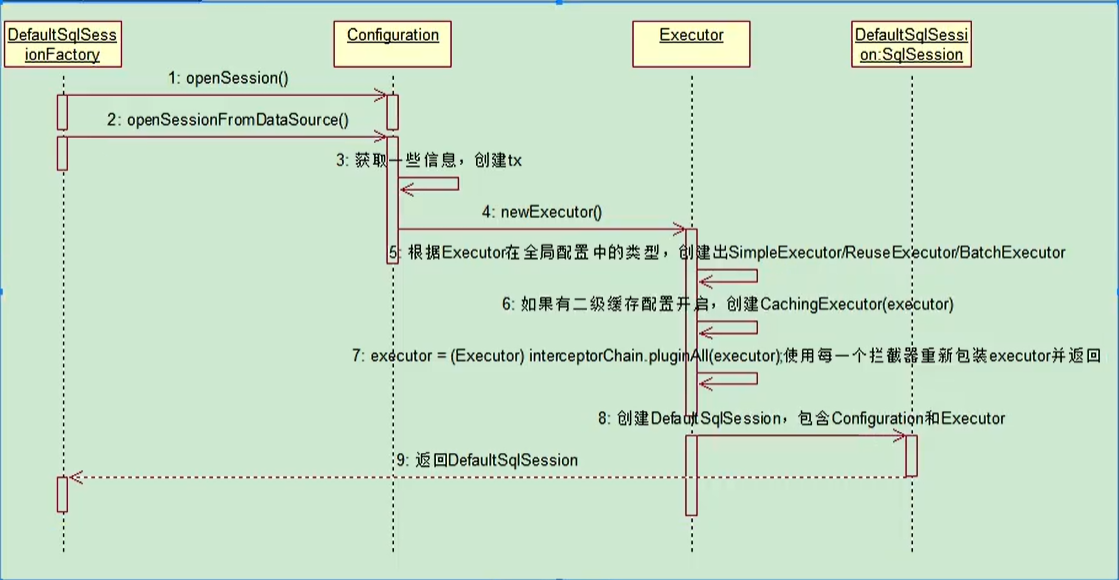 DefaultSqlSess
ionFactory
Configuration
Executor
DefaultSqlSessi
on:SqlSession
1: openSession()
2: openSessionFromDataSource()
3: 获取一些信息，创建tx
4: newExecutor()
5: 根据Executor在全局配置中的类型，创建出SimpleExecutor/ReuseExecutor/BatchExecutor
6: 如果有二级缓存配置开启，创建CachingExecutor(executor)
7: executor = (Executor) interceptorChain.pluginAll(executor);使用每一个拦截器重新包装executor并返回
8: 创建DefaultSqlSession，包含Configuration和Executor
9: 返回DefaultSqlSession